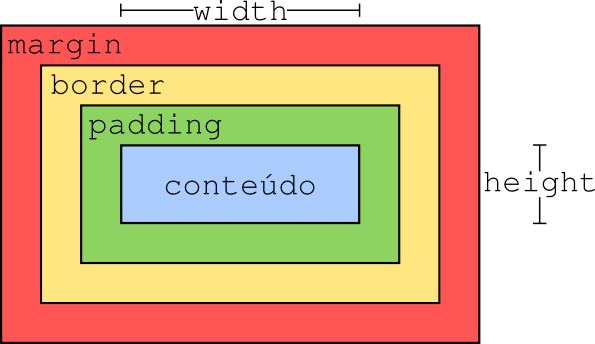 width
margin
border
padding
conteúdo
height